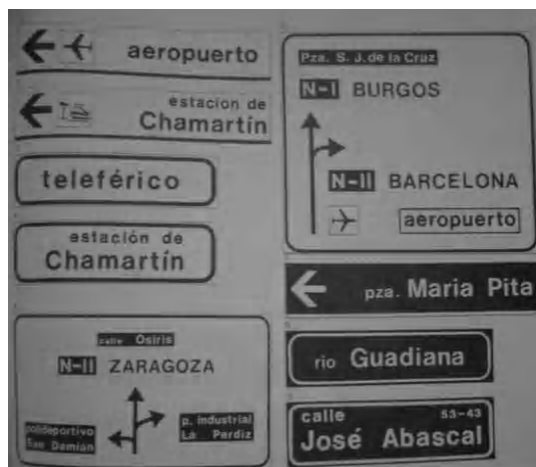 aeropuerto
estacion de
Chamartín
teleférico
estación de
Chamartín
calle Osiris
N-II ZARAGOZA
polideportivo
San Damian
p. industrial
La Perdiz
Pza. S. J. de la Cruz
N-I BURGOS
N-II BARCELONA
aeropuerto
pza. Maria Pita
rio Guadiana
calle 53-43
José Abascal